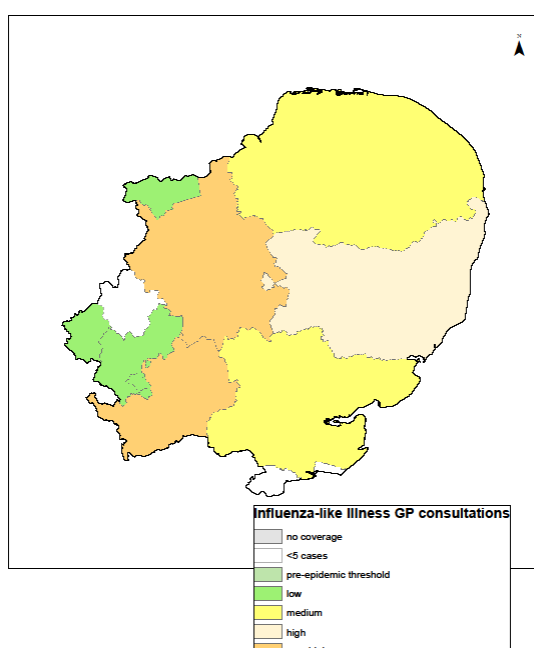 N
Influenza-like Illness GP consultations
no coverage
<5 cases
pre-epidemic threshold
low
medium
high